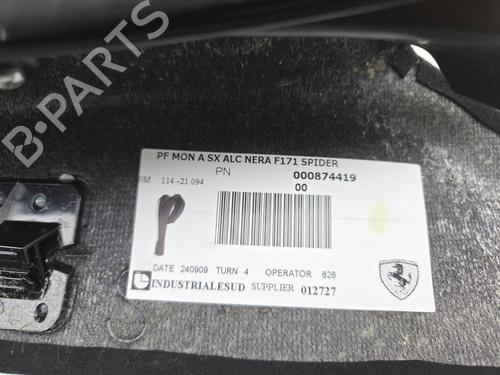 PF MON A SX ALC NERA F171 SPIDER
PN 000874419
IM 114-21 094 00
P
DATE 240909 TURN 4 OPERATOR 626
INDUSTRIALESUD SUPPLIER 012727
B-PARTS